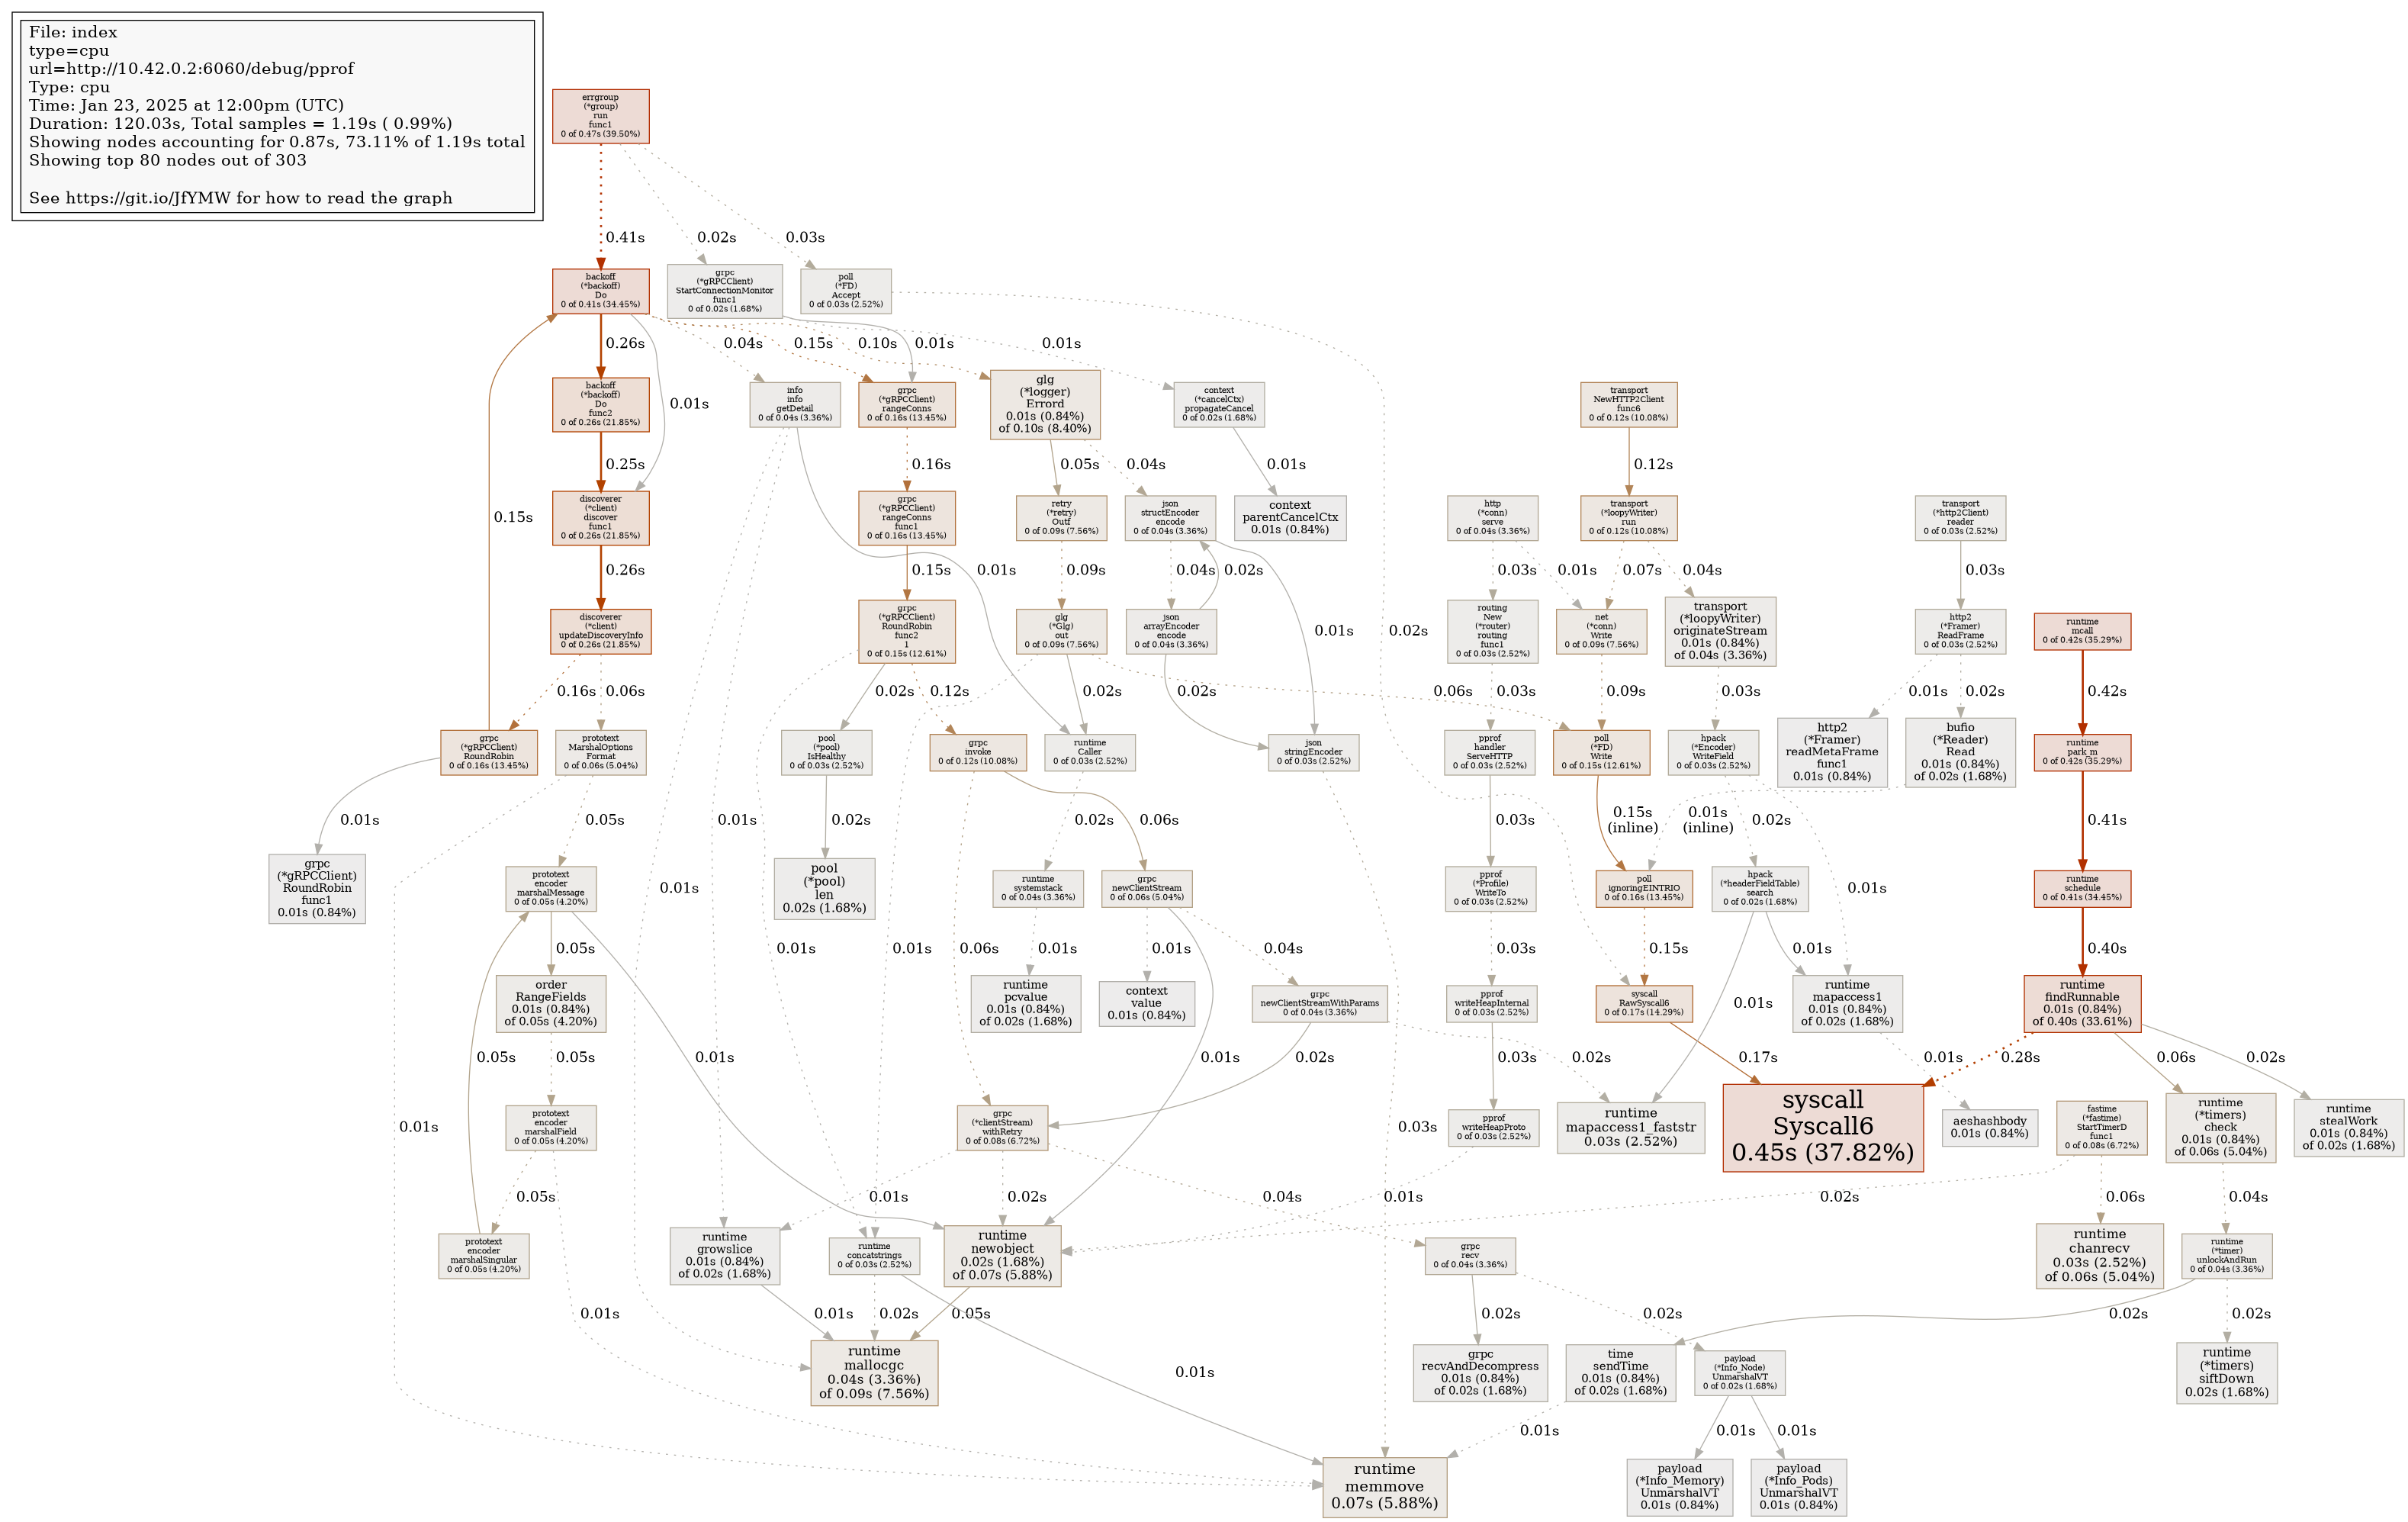 File: index
type=cpu
url=http://10.42.0.2:6060/debug/pprof
Type: cpu
Time: Jan 23, 2025 at 12:00pm (UTC)
Duration: 120.03s, Total samples = 1.19s ( 0.99%)
Showing nodes accounting for 0.87s, 73.11% of 1.19s total
Showing top 80 nodes out of 303
See https://git.io/JfYMW for how to read the graph
errgroup
(*group)
run
func1
0 of 0.47s (39.50%)
0.41s
0.02s
0.03s
backoff
(*backoff)
Do
0 of 0.41s (34.45%)
grpc
(*gRPCClient)
StartConnectionMonitor
func1
0 of 0.02s (1.68%)
poll
(*FD)
Accept
0 of 0.03s (2.52%)
0.26s
0.04s
0.15s
0.10s
0.01s
0.01s
backoff
(*backoff)
Do
func2
0 of 0.26s (21.85%)
0.01s
info
info
getDetail
0 of 0.04s (3.36%)
grpc
(*gRPCClient)
rangeConns
0 of 0.16s (13.45%)
glg
(*logger)
Errord
0.01s (0.84%)
of 0.10s (8.40%)
context
(*cancelCtx)
propagateCancel
0 of 0.02s (1.68%)
transport
NewHTTP2Client
func6
0 of 0.12s (10.08%)
0.25s
0.16s
0.05s
0.04s
0.01s
0.12s
0.15s
discoverer
(*client)
discover
func1
0 of 0.26s (21.85%)
grpc
(*gRPCClient)
rangeConns
func1
0 of 0.16s (13.45%)
retry
(*retry)
Outf
0 of 0.09s (7.56%)
json
structEncoder
encode
0 of 0.04s (3.36%)
context
parentCancelCtx
0.01s (0.84%)
http
(*conn)
serve
0 of 0.04s (3.36%)
transport
(*loopyWriter)
run
0 of 0.12s (10.08%)
transport
(*http2Client)
reader
0 of 0.03s (2.52%)
0.26s
0.15s
0.01s
0.09s
0.04s
0.02s
0.03s
0.01s
0.07s
0.04s
0.03s
discoverer
(*client)
updateDiscoveryInfo
0 of 0.26s (21.85%)
grpc
(*gRPCClient)
RoundRobin
func2
1
0 of 0.15s (12.61%)
glg
(*Glg)
out
0 of 0.09s (7.56%)
json
arrayEncoder
encode
0 of 0.04s (3.36%)
0.01s
0.02s
routing
New
(*router)
routing
func1
0 of 0.03s (2.52%)
net
(*conn)
Write
0 of 0.09s (7.56%)
transport
(*loopyWriter)
originateStream
0.01s (0.84%)
of 0.04s (3.36%)
http2
(*Framer)
ReadFrame
0 of 0.03s (2.52%)
runtime
mcall
0 of 0.42s (35.29%)
0.16s
0.06s
0.02s
0.12s
0.02s
0.02s
0.06s
0.03s
0.09s
0.03s
0.01s
0.02s
0.42s
grpc
(*gRPCClient)
RoundRobin
0 of 0.16s (13.45%)
prototext
MarshalOptions
Format
0 of 0.06s (5.04%)
pool
(*pool)
IsHealthy
0 of 0.03s (2.52%)
grpc
invoke
0 of 0.12s (10.08%)
runtime
Caller
0 of 0.03s (2.52%)
json
stringEncoder
0 of 0.03s (2.52%)
pprof
handler
ServeHTTP
0 of 0.03s (2.52%)
poll
(*FD)
Write
0 of 0.15s (12.61%)
hpack
(*Encoder)
WriteField
0 of 0.03s (2.52%)
http2
(*Framer)
readMetaFrame
func1
0.01s (0.84%)
bufio
(*Reader)
Read
0.01s (0.84%)
of 0.02s (1.68%)
runtime
park_m
0 of 0.42s (35.29%)
0.01s
0.05s
0.01s
0.02s
0.06s
0.02s
0.03s
0.15s
(inline)
0.01s
(inline)
0.02s
0.41s
grpc
(*gRPCClient)
RoundRobin
func1
0.01s (0.84%)
prototext
encoder
marshalMessage
0 of 0.05s (4.20%)
0.01s
pool
(*pool)
len
0.02s (1.68%)
runtime
systemstack
0 of 0.04s (3.36%)
grpc
newClientStream
0 of 0.06s (5.04%)
pprof
(*Profile)
WriteTo
0 of 0.03s (2.52%)
poll
ignoringEINTRIO
0 of 0.16s (13.45%)
hpack
(*headerFieldTable)
search
0 of 0.02s (1.68%)
0.01s
runtime
schedule
0 of 0.41s (34.45%)
0.05s
0.01s
0.01s
0.06s
0.01s
0.01s
0.04s
0.03s
0.15s
0.01s
0.40s
order
RangeFields
0.01s (0.84%)
of 0.05s (4.20%)
runtime
pcvalue
0.01s (0.84%)
of 0.02s (1.68%)
context
value
0.01s (0.84%)
grpc
newClientStreamWithParams
0 of 0.04s (3.36%)
pprof
writeHeapInternal
0 of 0.03s (2.52%)
syscall
RawSyscall6
0 of 0.17s (14.29%)
0.01s
runtime
mapaccess1
0.01s (0.84%)
of 0.02s (1.68%)
runtime
findRunnable
0.01s (0.84%)
of 0.40s (33.61%)
0.05s
0.05s
0.01s
0.01s
0.02s
0.02s
0.03s
0.17s
0.01s
0.28s
0.06s
0.02s
0.01s
prototext
encoder
marshalField
0 of 0.05s (4.20%)
grpc
(*clientStream)
withRetry
0 of 0.08s (6.72%)
0.03s
pprof
writeHeapProto
0 of 0.03s (2.52%)
runtime
mapaccess1_faststr
0.03s (2.52%)
syscall
Syscall6
0.45s (37.82%)
aeshashbody
0.01s (0.84%)
fastime
(*fastime)
StartTimerD
func1
0 of 0.08s (6.72%)
runtime
(*timers)
check
0.01s (0.84%)
of 0.06s (5.04%)
runtime
stealWork
0.01s (0.84%)
of 0.02s (1.68%)
0.05s
0.01s
0.02s
0.04s
0.01s
0.02s
0.06s
0.04s
prototext
encoder
marshalSingular
0 of 0.05s (4.20%)
runtime
growslice
0.01s (0.84%)
of 0.02s (1.68%)
runtime
concatstrings
0 of 0.03s (2.52%)
runtime
newobject
0.02s (1.68%)
of 0.07s (5.88%)
grpc
recv
0 of 0.04s (3.36%)
runtime
chanrecv
0.03s (2.52%)
of 0.06s (5.04%)
runtime
(*timer)
unlockAndRun
0 of 0.04s (3.36%)
0.01s
0.01s
0.02s
0.05s
0.02s
0.02s
0.02s
0.02s
runtime
mallocgc
0.04s (3.36%)
of 0.09s (7.56%)
0.01s
grpc
recvAndDecompress
0.01s (0.84%)
of 0.02s (1.68%)
time
sendTime
0.01s (0.84%)
of 0.02s (1.68%)
payload
(*Info_Node)
UnmarshalVT
0 of 0.02s (1.68%)
runtime
(*timers)
siftDown
0.02s (1.68%)
0.01s
0.01s
0.01s
runtime
memmove
0.07s (5.88%)
payload
(*Info_Memory)
UnmarshalVT
0.01s (0.84%)
payload
(*Info_Pods)
UnmarshalVT
0.01s (0.84%)